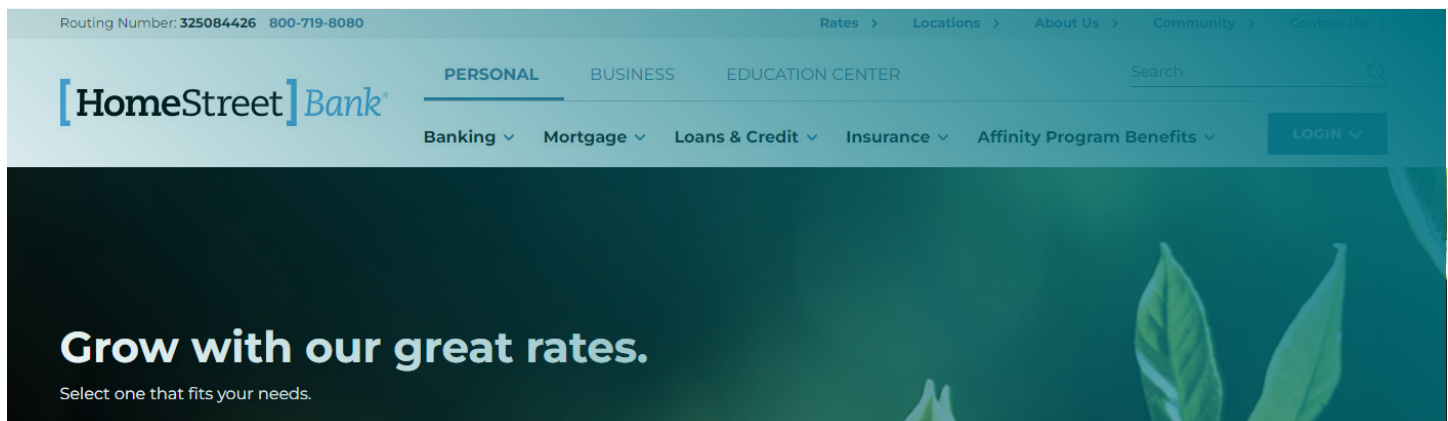 Routing Number: 325084426 800-719-8080 Rates > Locations > About Us > Community > Contact Us >
PERSONAL BUSINESS EDUCATION CENTER Search
[HomeStreet] Bank®
Banking Mortgage Loans & Credit Insurance Affinity Program Benefits LOGIN
Grow with our great rates.
Select one that fits your needs.